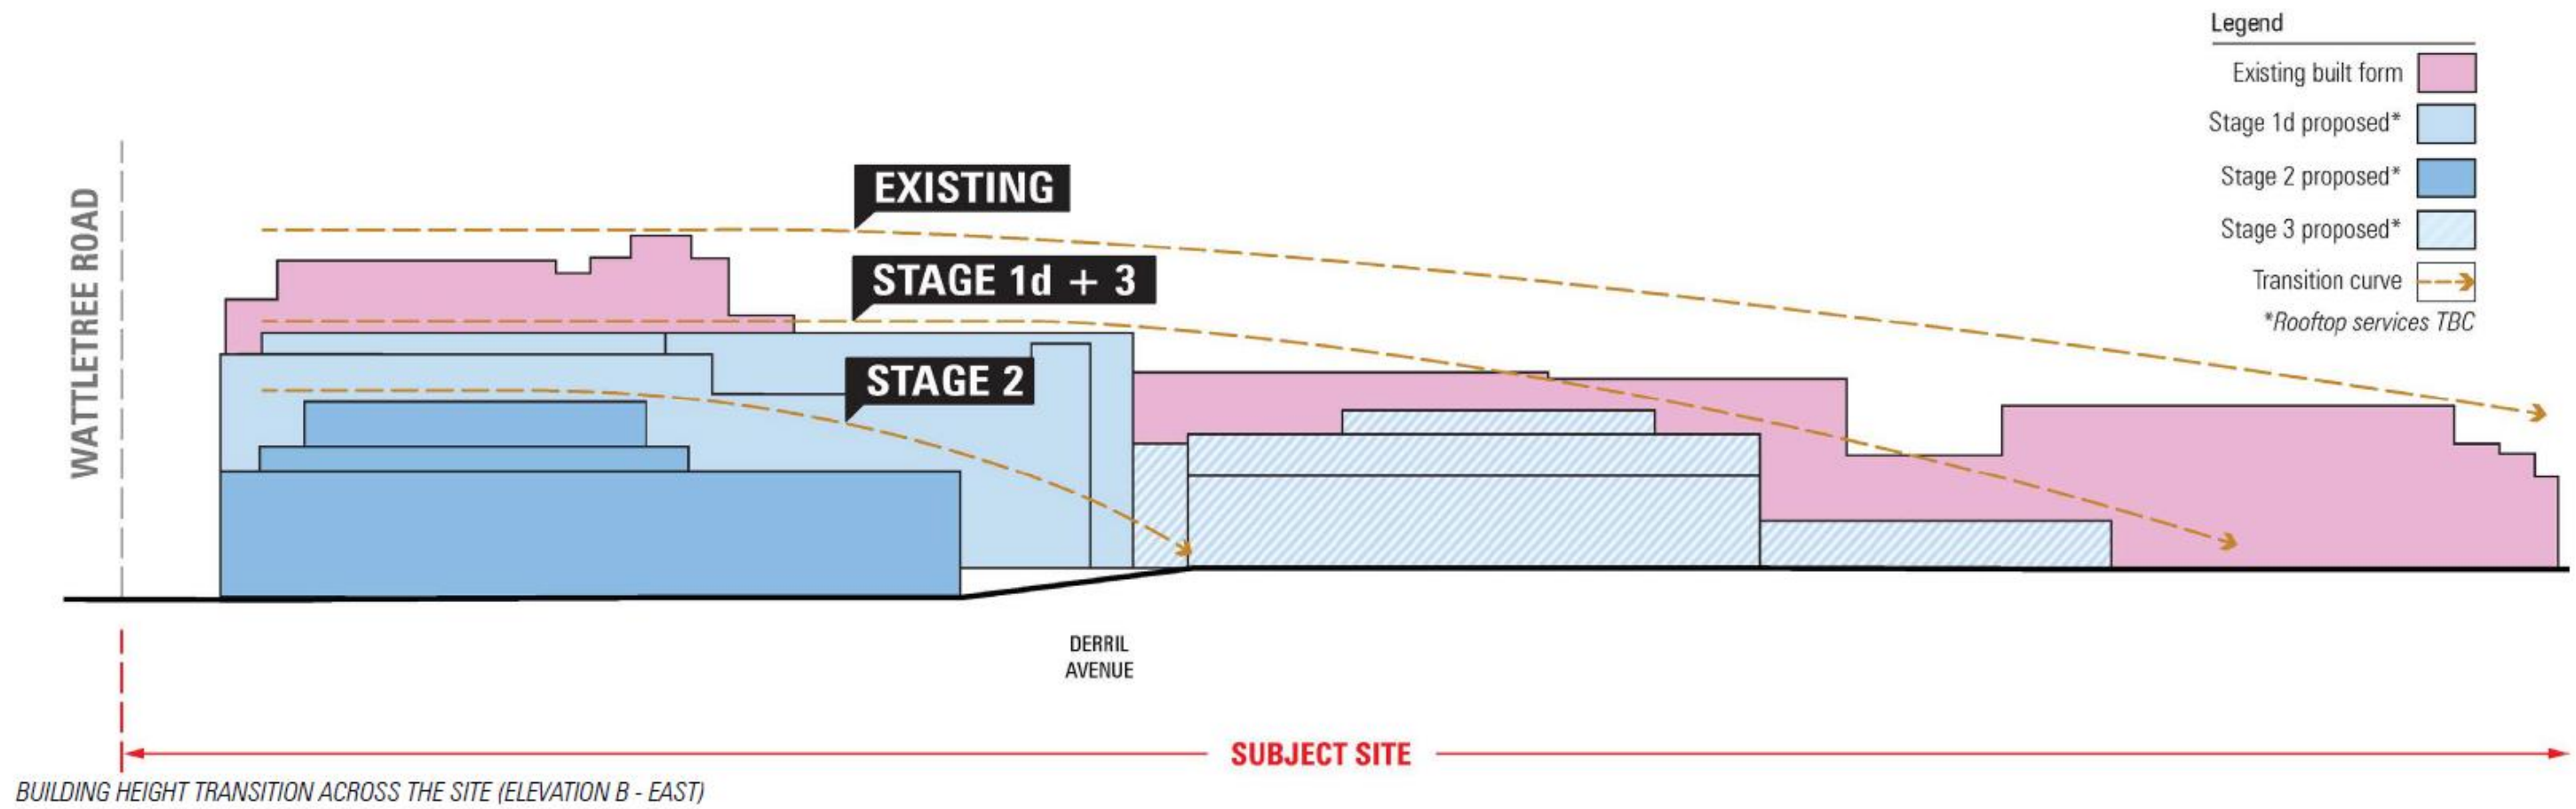 Legend
Existing built form
Stage 1d proposed*
Stage 2 proposed*
Stage 3 proposed*
Transition curve
*Rooftop services TBC
WATTLETREE ROAD
EXISTING
STAGE 1d + 3
STAGE 2
DERRIL
AVENUE
SUBJECT SITE
BUILDING HEIGHT TRANSITION ACROSS THE SITE (ELEVATION B - EAST)